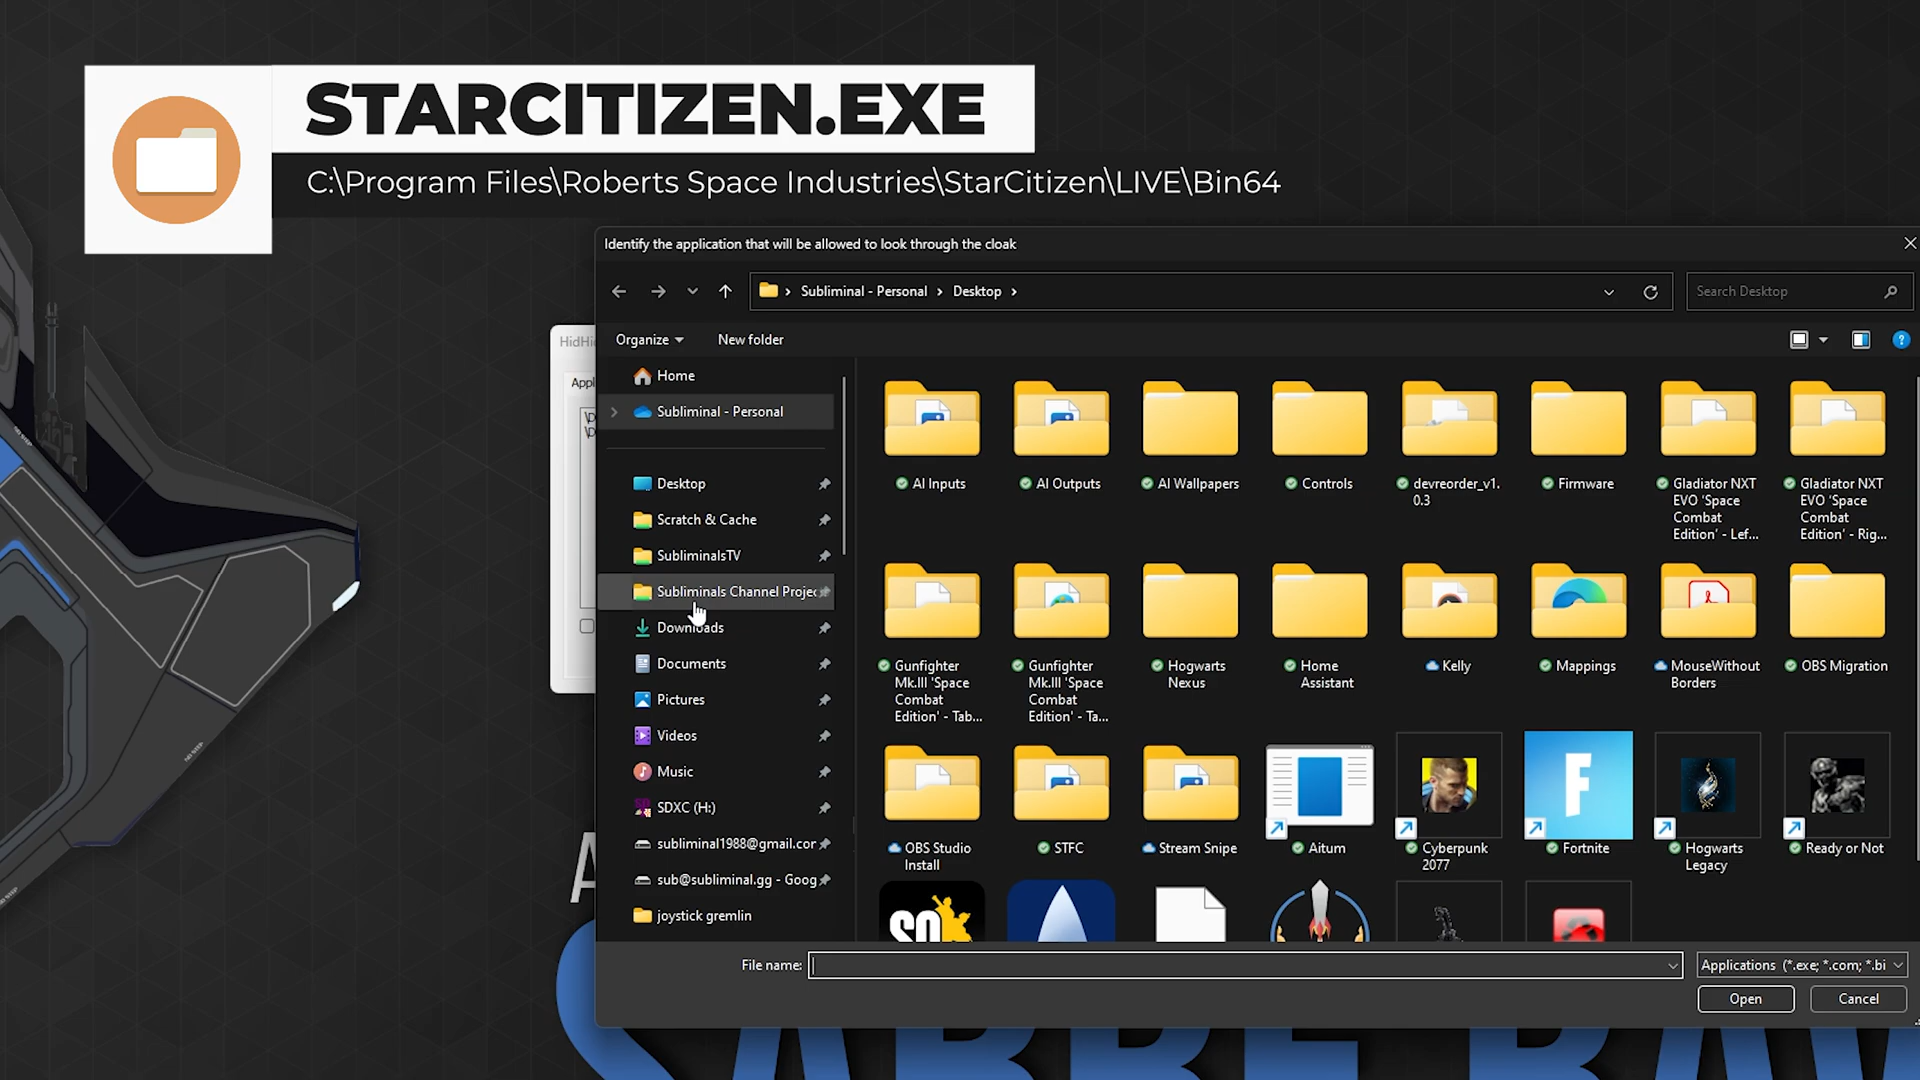 STARCITIZEN.EXE
C:\Program Files\Roberts Space Industries\StarCitizen\LIVE\Bin64
Identify the application that will be allowed to look through the cloak
Subliminal - Personal > Desktop >
Search Desktop
Organize
New folder
Home
Subliminal - Personal
Desktop
Scratch & Cache
SubliminalsTV
Subliminals Channel Projec
Downloads
Documents
Pictures
Videos
Music
SDXC (H:)
subliminal1988@gmail.cor
sub@subliminal.gg - Goog
joystick gremlin
AI Inputs
AI Outputs
AI Wallpapers
Controls
devreorder_v1.
0.3
Firmware
Gladiator NXT
EVO 'Space
Combat
Edition' - Lef...
Gladiator NXT
EVO 'Space
Combat
Edition' - Rig...
Gunfighter
Mk.III 'Space
Combat
Edition' - Tab...
Gunfighter
Mk.III 'Space
Combat
Edition' - Ta...
Hogwarts
Nexus
Home
Assistant
Kelly
Mappings
MouseWithout
Borders
OBS Migration
OBS Studio
Install
STFC
Stream Snipe
Aitum
Cyberpunk
2077
Fortnite
Hogwarts
Legacy
Ready or Not
File name:
Applications (*.exe; *.com; *.bi
Open
Cancel
HidHi
Appl